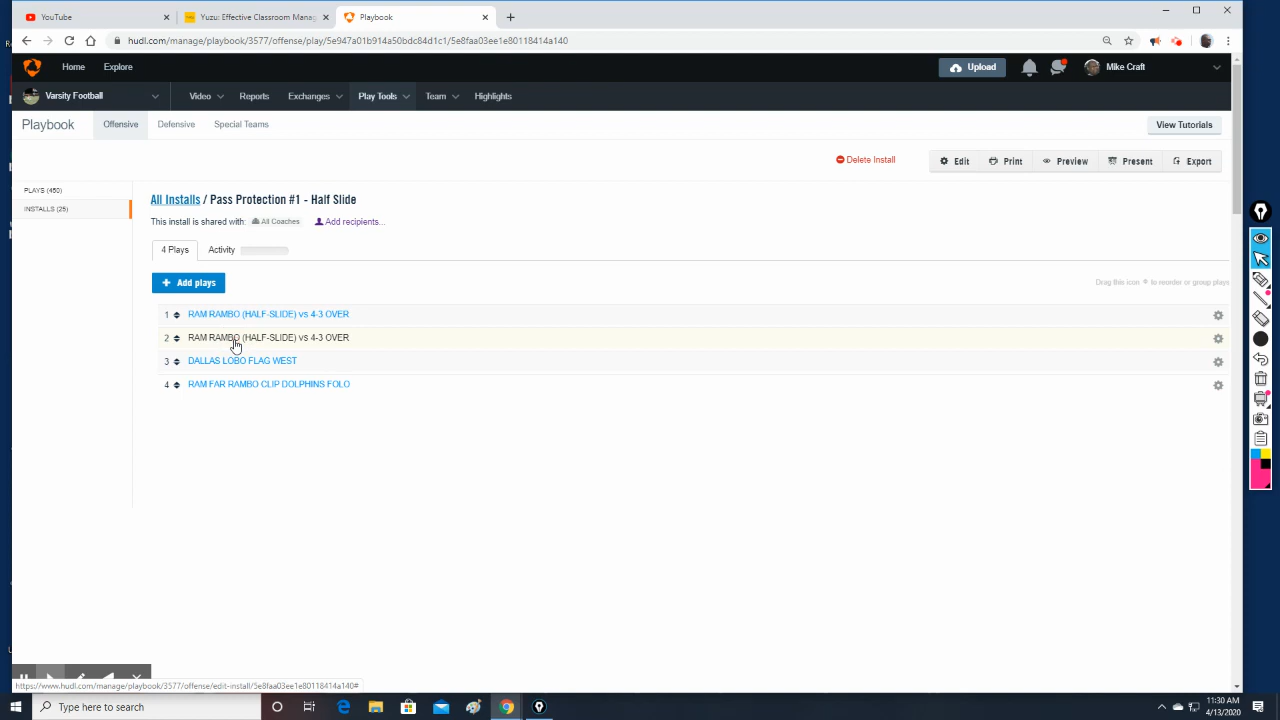 YouTube
Yuzu: Effective Classroom Manag
Playbook
hudl.com/manage/playbook/3577/offense/play/5e947a01b914a50bdc84d1c1/5e8faa03ee1e80118414a140
Home
Explore
Upload
Mike Craft
Varsity Football
Video
Reports
Exchanges
Play Tools
Team
Highlights
Playbook
Offensive
Defensive
Special Teams
View Tutorials
Delete Install
Edit
Print
Preview
Present
Export
PLAYS (460)
INSTALLS (25)
All Installs / Pass Protection #1 - Half Slide
This install is shared with: All Coaches Add recipients...
4 Plays
Activity
+ Add plays
Drag this icon to reorder or group plays
1 RAM RAMBO (HALF-SLIDE) vs 4-3 OVER
2 RAM RAMBO (HALF-SLIDE) vs 4-3 OVER
3 DALLAS LOBO FLAG WEST
4 RAM FAR RAMBO CLIP DOLPHINS FOLO
https://www.hudl.com/manage/playbook/3577/offense/edit-install/5e8faa03ee1e80118414a140#
Type here to search
11:30 AM
4/13/2020